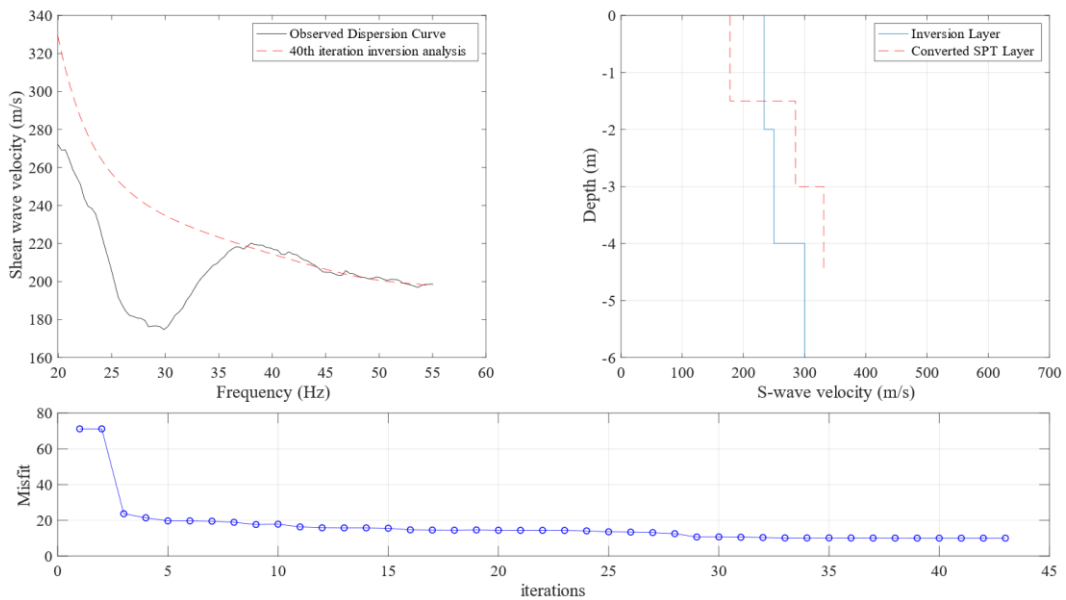 340
320
300
280
260
240
220
200
180
160
Shear wave velocity (m/s)
Observed Dispersion Curve
40th iteration inversion analysis
20 25 30 35 40 45 50 55 60
Frequency (Hz)
0
-1
-2
-3
-4
-5
-6
Depth (m)
Inversion Layer
Converted SPT Layer
0 100 200 300 400 500 600 700
S-wave velocity (m/s)
80
60
40
20
0
Misfit
0 5 10 15 20 25 30 35 40 45
iterations